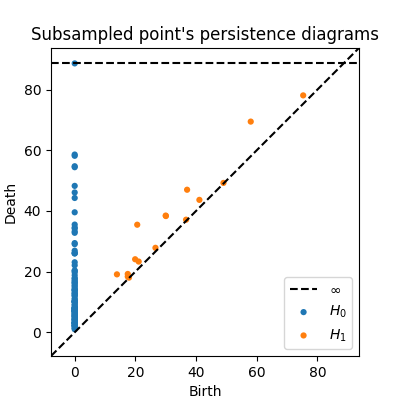 Subsampled point's persistence diagrams
Death
80
60
40
20
0
∞
H₀
H₁
0 20 40 60 80
Birth